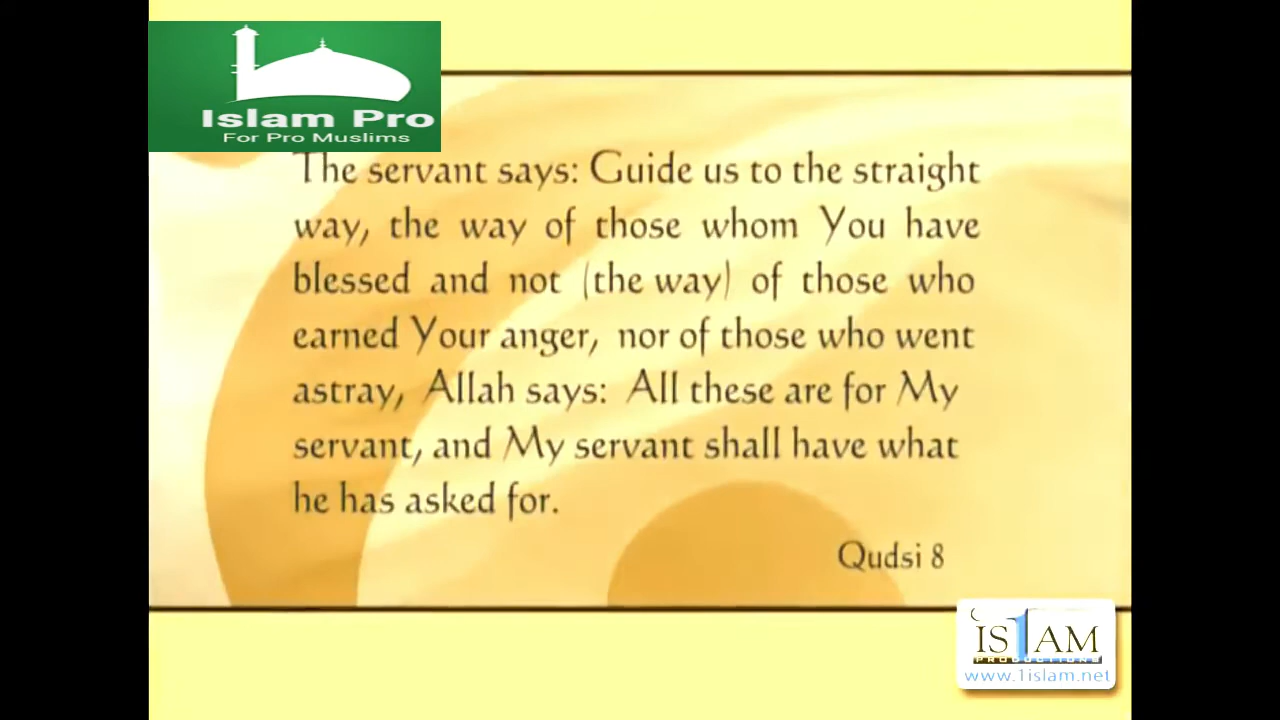 Islam Pro
For Pro Muslims
The servant says: Guide us to the straight
way, the way of those whom You have
blessed and not (the way) of those who
earned Your anger, nor of those who went
astray, Allah says: All these are for My
servant, and My servant shall have what
he has asked for.
Qudsi 8
IS1AM
PRODUCTIONS
www.1islam.net